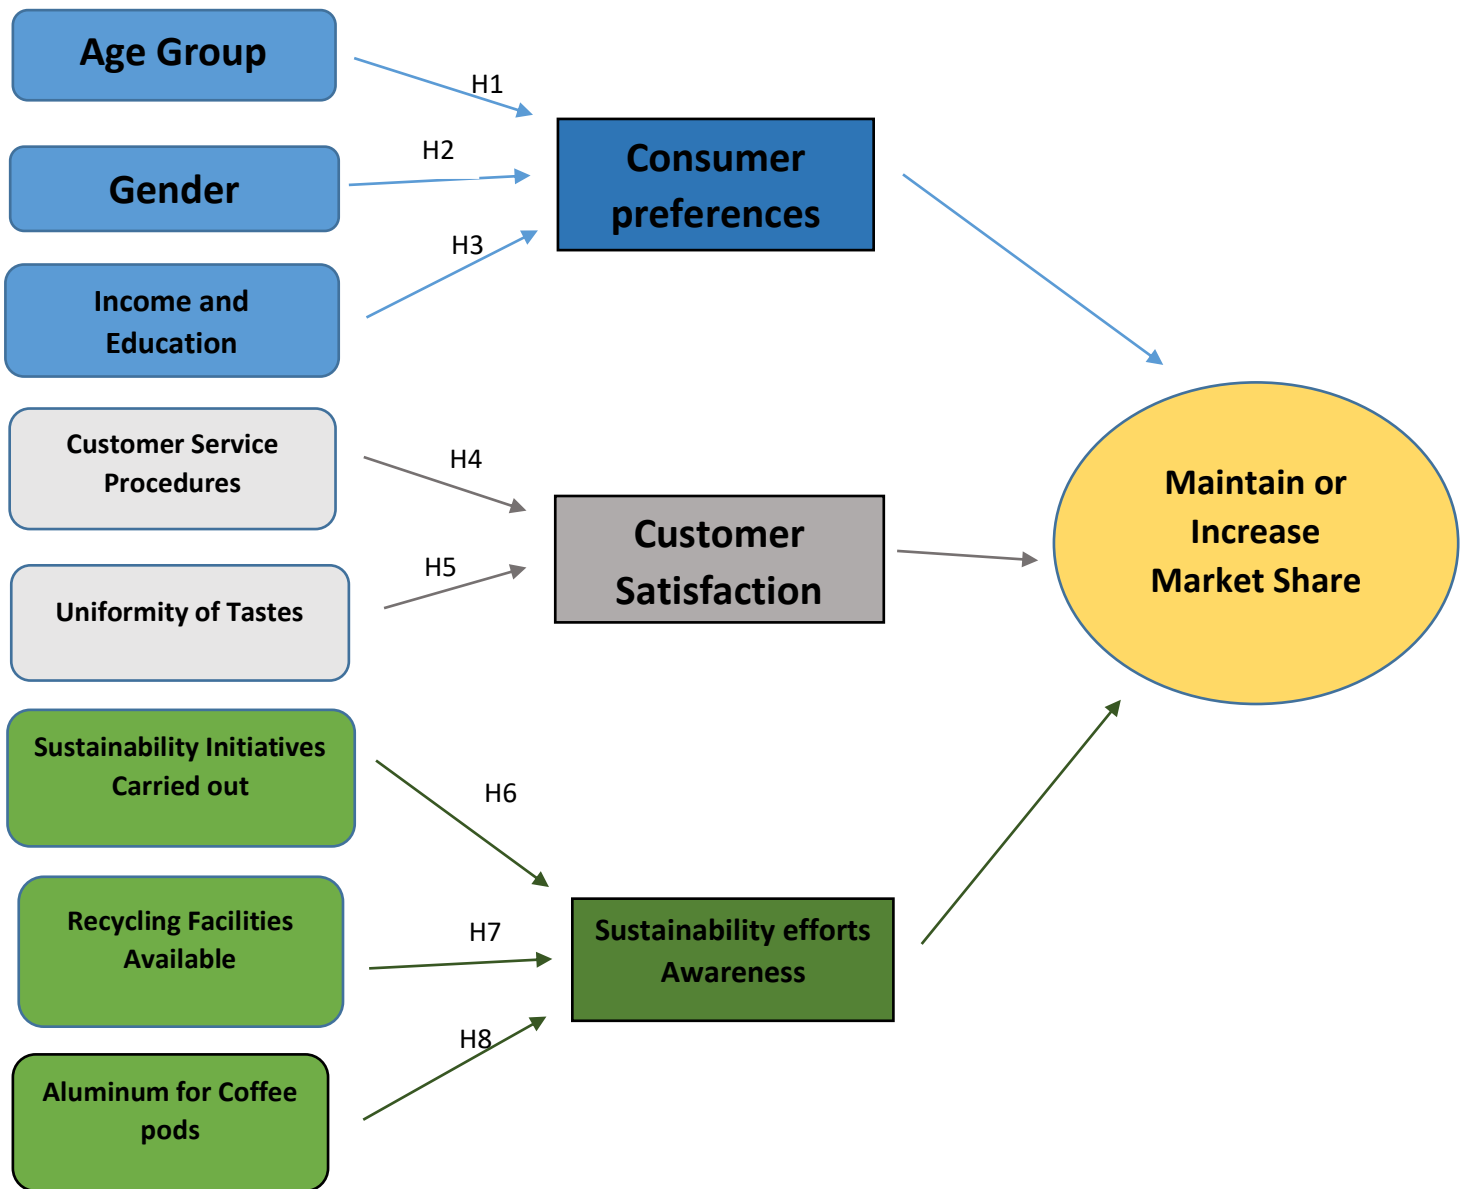 Age Group
H1
Gender
H2
Income and
Education
H3
Consumer
preferences
Customer Service
Procedures
H4
Uniformity of Tastes
H5
Customer
Satisfaction
Sustainability Initiatives
Carried out
H6
Recycling Facilities
Available
H7
Aluminum for Coffee
pods
H8
Sustainability efforts
Awareness
Maintain or
Increase
Market Share